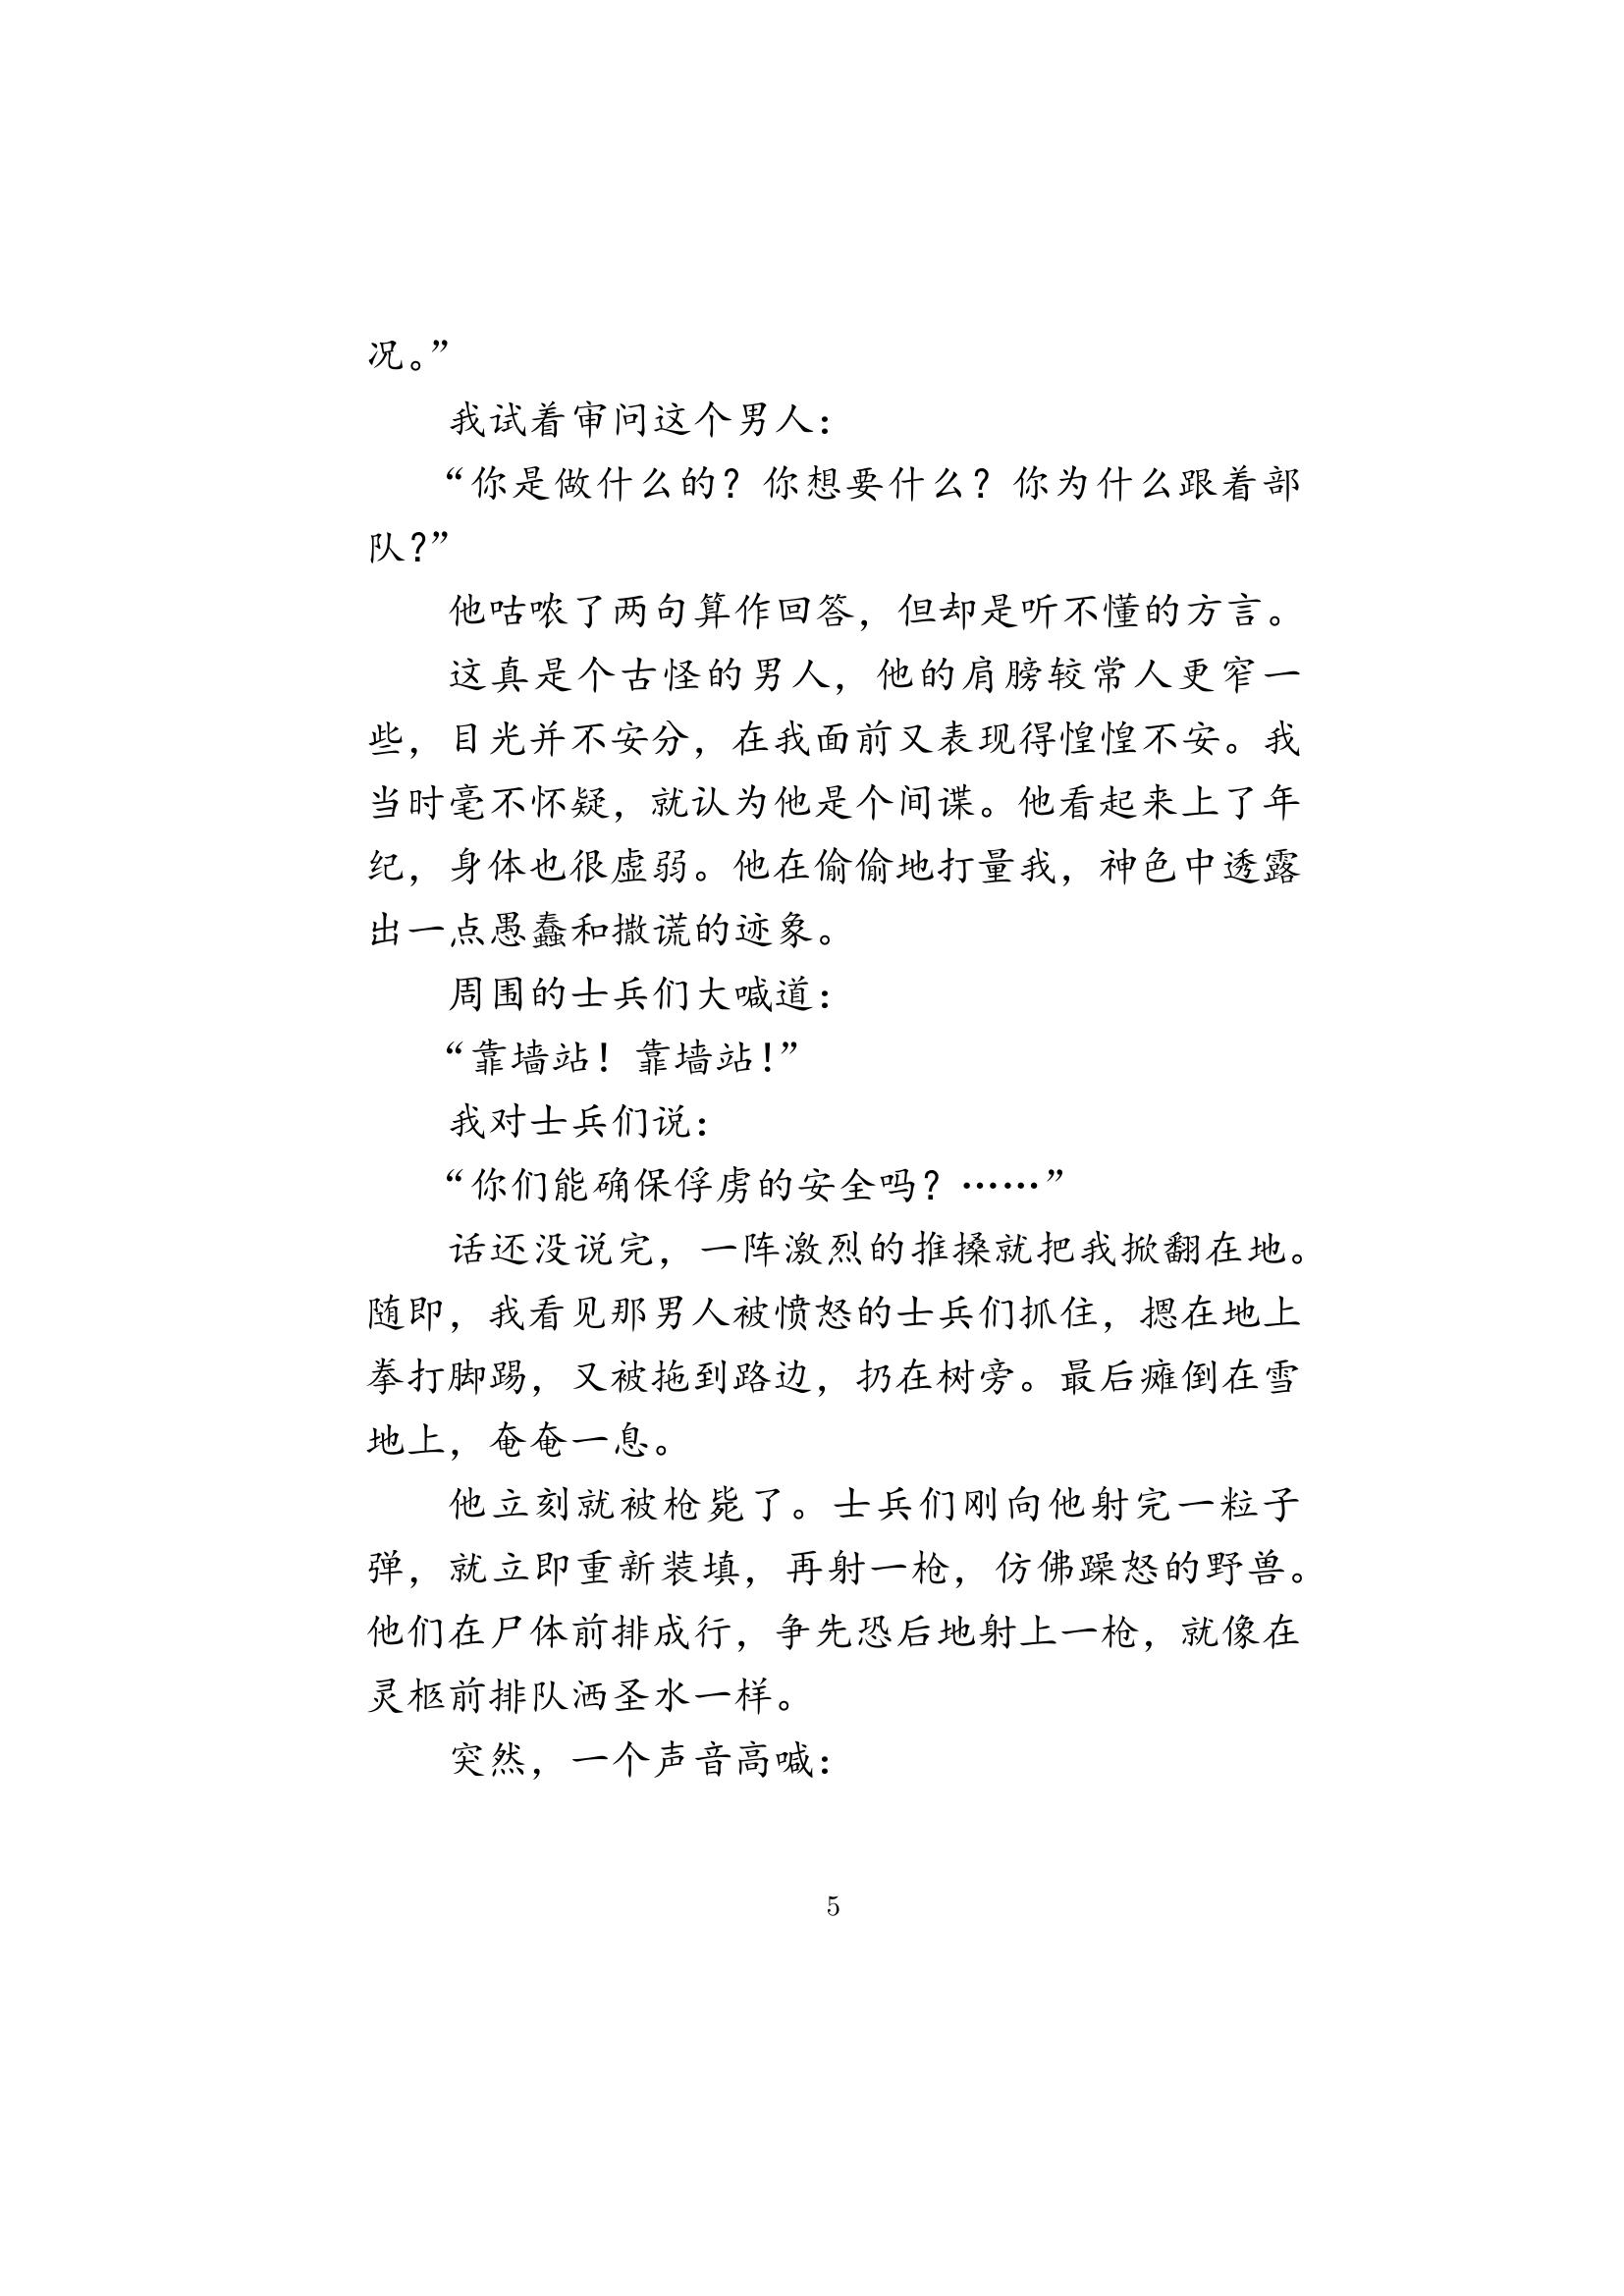 况。”
我试着审问这个男人：
“你是做什么的？你想要什么？你为什么跟着部
队？”
他咕哝了两句算作回答，但却是听不懂的方言。
这真是个古怪的男人，他的肩膀较常人更窄一
些，目光并不安分，在我面前又表现得惶惶不安。我
当时毫不怀疑，就认为他是个间谍。他看起来上了年
纪，身体也很虚弱。他在偷偷地打量我，神色中透露
出一点愚蠢和撒谎的迹象。
周围的士兵们大喊道：
“靠墙站！靠墙站！”
我对士兵们说：
“你们能确保俘虏的安全吗？……”
话还没说完，一阵激烈的推搡就把我掀翻在地。
随即，我看见那男人被愤怒的士兵们抓住，摁在地上
拳打脚踢，又被拖到路边，扔在树旁。最后瘫倒在雪
地上，奄奄一息。
他立刻就被枪毙了。士兵们刚向他射完一粒子
弹，就立即重新装填，再射一枪，仿佛躁怒的野兽。
他们在尸体前排成行，争先恐后地射上一枪，就像在
灵柩前排队洒圣水一样。
突然，一个声音高喊：
5